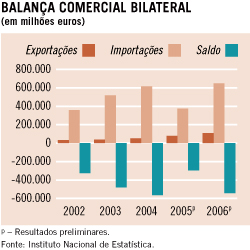 BALANÇA COMERCIAL BILATERAL
(em milhões euros)
Exportações Importações Saldo
800.000
600.000
400.000
200.000
0
-200.000
-400.000
-600.000
2002 2003 2004 2005ᵖ 2006ᵖ
ᵖ – Resultados preliminares.
Fonte: Instituto Nacional de Estatística.